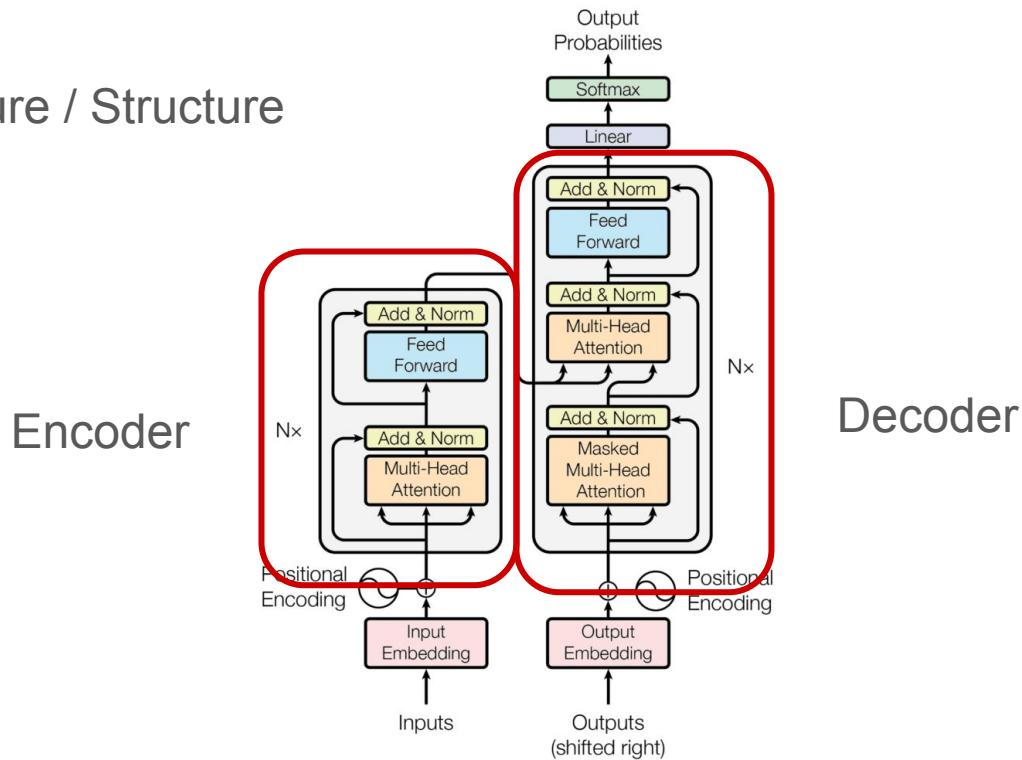 ure / Structure
Output
Probabilities
Softmax
Linear
Add & Norm
Feed
Forward
Add & Norm
Multi-Head
Attention
Add & Norm
Masked
Multi-Head
Attention
N×
Decoder
Encoder
N×
Add & Norm
Feed
Forward
Add & Norm
Multi-Head
Attention
Positional
Encoding
Positional
Encoding
Input
Embedding
Output
Embedding
Inputs
Outputs
(shifted right)